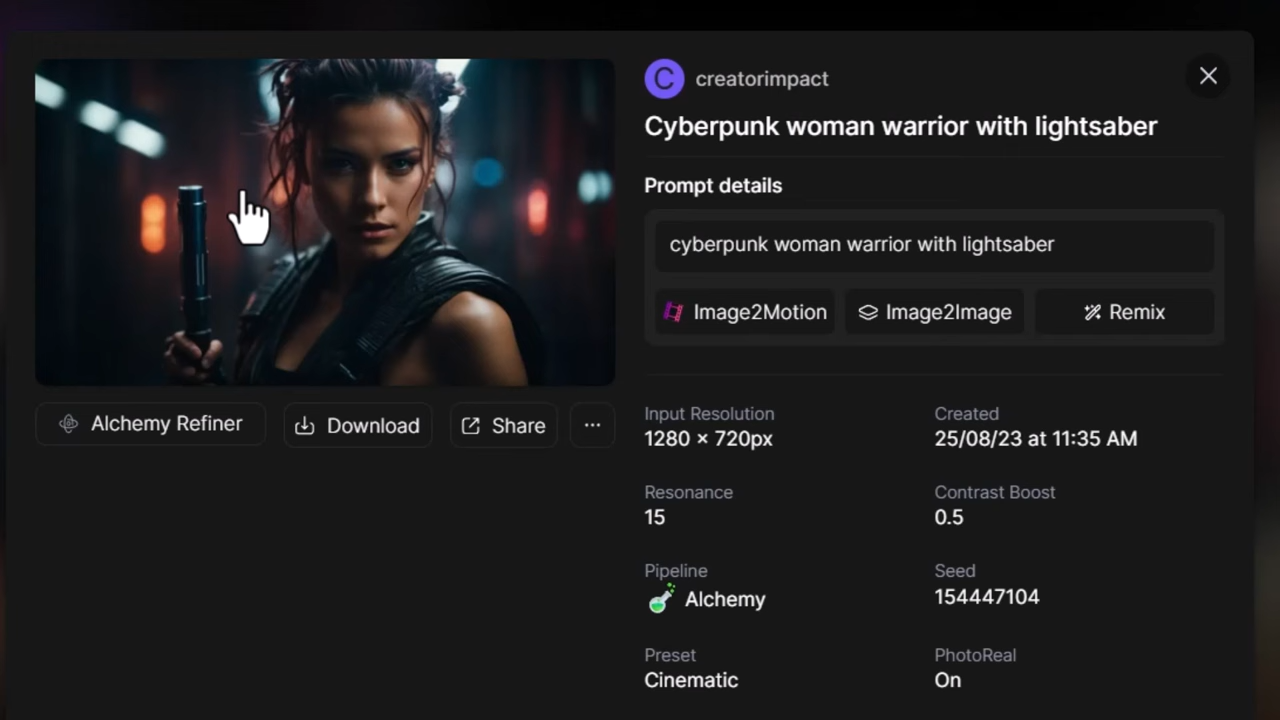 C creatorimpact
Cyberpunk woman warrior with lightsaber
Prompt details
cyberpunk woman warrior with lightsaber
Image2Motion Image2Image Remix
Alchemy Refiner Download Share ...
Input Resolution Created
1280 × 720px 25/08/23 at 11:35 AM
Resonance Contrast Boost
15 0.5
Pipeline Seed
Alchemy 154447104
Preset PhotoReal
Cinematic On